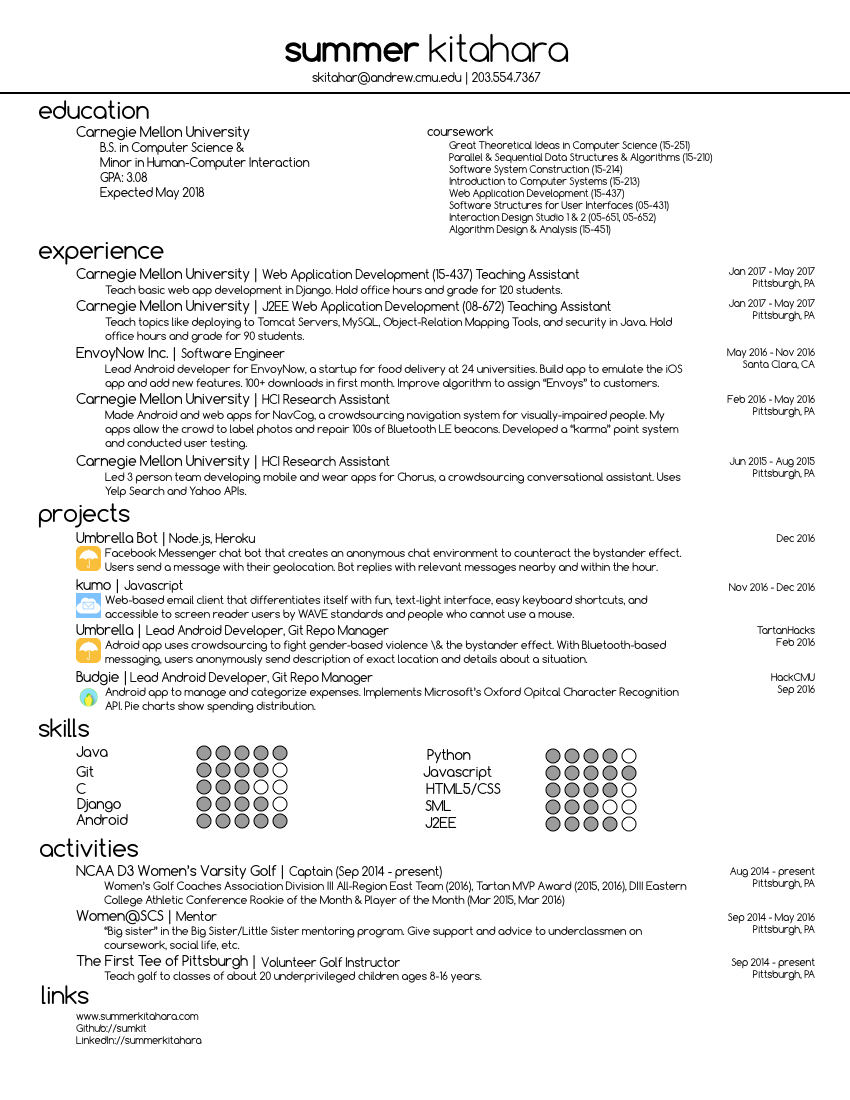 summer kitahara
skitahar@andrew.cmu.edu | 203.554.7367
education
Carnegie Mellon University
B.S. in Computer Science &
Minor in Human-Computer Interaction
GPA: 3.08
Expected May 2018
coursework
Great Theoretical Ideas in Computer Science (15-251)
Parallel & Sequential Data Structures & Algorithms (15-210)
Software System Construction (15-214)
Introduction to Computer Systems (15-213)
Web Application Development (15-437)
Software Structures for User Interfaces (05-431)
Interaction Design Studio 1 & 2 (05-651, 05-652)
Algorithm Design & Analysis (15-451)
experience
Carnegie Mellon University | Web Application Development (15-437) Teaching Assistant
Jan 2017 - May 2017
Pittsburgh, PA
Teach basic web app development in Django. Hold office hours and grade for 120 students.
Carnegie Mellon University | J2EE Web Application Development (08-672) Teaching Assistant
Jan 2017 - May 2017
Pittsburgh, PA
Teach topics like deploying to Tomcat Servers, MySQL, Object-Relation Mapping Tools, and security in Java. Hold
office hours and grade for 90 students.
EnvoyNow Inc. | Software Engineer
May 2016 - Nov 2016
Santa Clara, CA
Lead Android developer for EnvoyNow, a startup for food delivery at 24 universities. Build app to emulate the iOS
app and add new features. 100+ downloads in first month. Improve algorithm to assign “Envoys” to customers.
Carnegie Mellon University | HCI Research Assistant
Feb 2016 - May 2016
Pittsburgh, PA
Made Android and web apps for NavCog, a crowdsourcing navigation system for visually-impaired people. My
apps allow the crowd to label photos and repair 100s of Bluetooth LE beacons. Developed a “karma” point system
and conducted user testing.
Carnegie Mellon University | HCI Research Assistant
Jun 2015 - Aug 2015
Pittsburgh, PA
Led 3 person team developing mobile and wear apps for Chorus, a crowdsourcing conversational assistant. Uses
Yelp Search and Yahoo APIs.
projects
Umbrella Bot | Node.js, Heroku
Dec 2016
Facebook Messenger chat bot that creates an anonymous chat environment to counteract the bystander effect.
Users send a message with their geolocation. Bot replies with relevant messages nearby and within the hour.
kumo | Javascript
Nov 2016 - Dec 2016
Web-based email client that differentiates itself with fun, text-light interface, easy keyboard shortcuts, and
accessible to screen reader users by WAVE standards and people who cannot use a mouse.
Umbrella | Lead Android Developer, Git Repo Manager
TartanHacks
Feb 2016
Adroid app uses crowdsourcing to fight gender-based violence \& the bystander effect. With Bluetooth-based
messaging, users anonymously send description of exact location and details about a situation.
Budgie | Lead Android Developer, Git Repo Manager
HackCMU
Sep 2016
Android app to manage and categorize expenses. Implements Microsoft's Oxford Opitcal Character Recognition
API. Pie charts show spending distribution.
skills
Java
Git
C
Django
Android
Python
Javascript
HTML5/CSS
SML
J2EE
activities
NCAA D3 Women's Varsity Golf | Captain (Sep 2014 - present)
Aug 2014 - present
Pittsburgh, PA
Women's Golf Coaches Association Division III All-Region East Team (2016), Tartan MVP Award (2015, 2016), DIII Eastern
College Athletic Conference Rookie of the Month & Player of the Month (Mar 2015, Mar 2016)
Women@SCS | Mentor
Sep 2014 - May 2016
Pittsburgh, PA
“Big sister” in the Big Sister/Little Sister mentoring program. Give support and advice to underclassmen on
coursework, social life, etc.
The First Tee of Pittsburgh | Volunteer Golf Instructor
Sep 2014 - present
Pittsburgh, PA
Teach golf to classes of about 20 underprivileged children ages 8-16 years.
links
www.summerkitahara.com
Github://sumkit
LinkedIn://summerkitahara